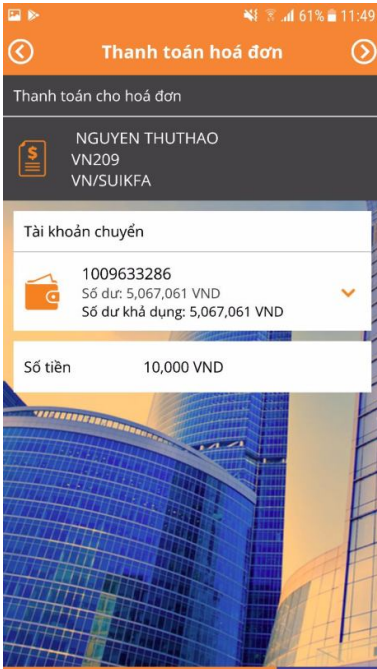 61% 11:49
Thanh toán hoá đơn
Thanh toán cho hoá đơn
NGUYEN THUTHAO
VN209
VN/SUIKFA
Tài khoản chuyển
1009633286
Số dư: 5,067,061 VND
Số dư khả dụng: 5,067,061 VND
Số tiền 10,000 VND